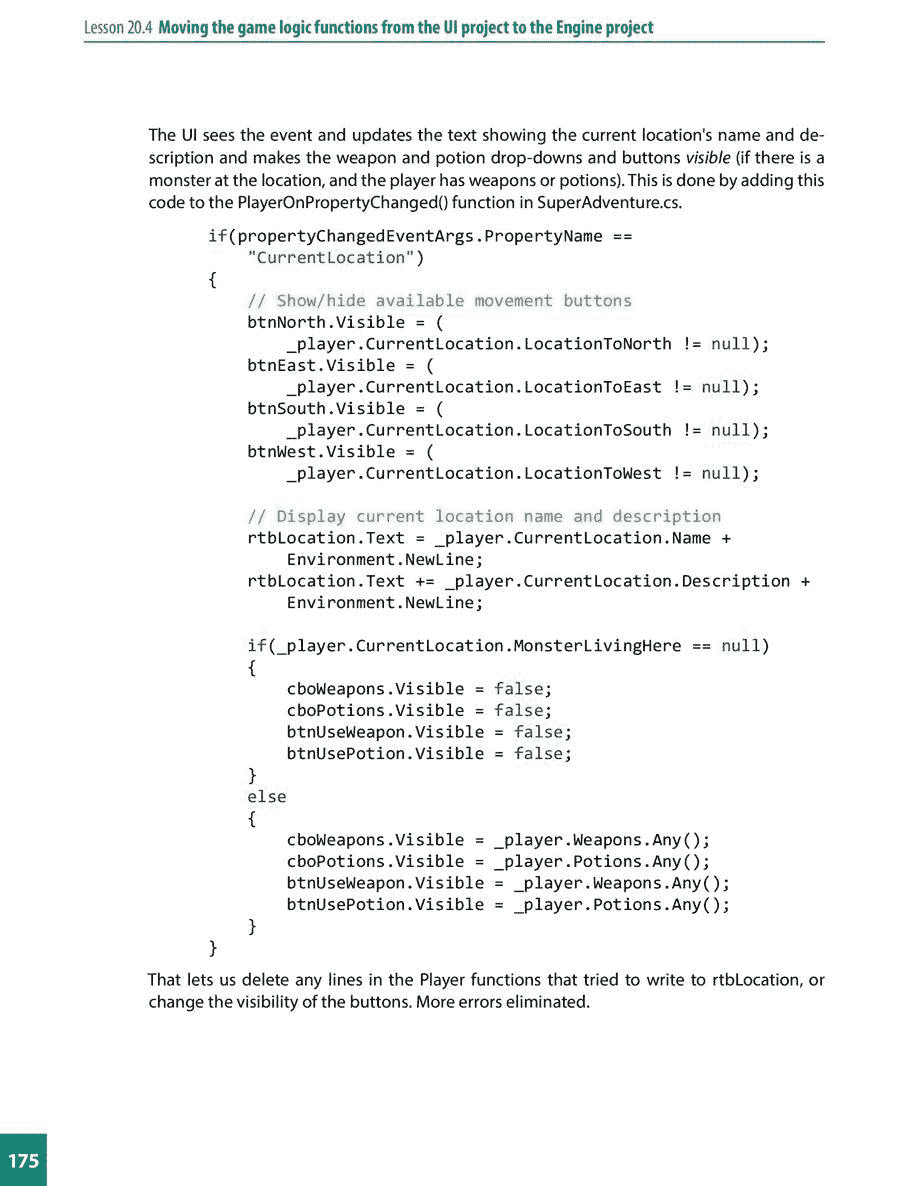 Lesson 20.4 Moving the game logic functions from the UI project to the Engine project
The UI sees the event and updates the text showing the current location's name and de-
scription and makes the weapon and potion drop-downs and buttons visible (if there is a
monster at the location, and the player has weapons or potions). This is done by adding this
code to the PlayerOnPropertyChanged() function in SuperAdventure.cs.
if(propertyChangedEventArgs.PropertyName ==
    "CurrentLocation")
{
    // Show/hide available movement buttons
    btnNorth.Visible = (
        _player.CurrentLocation.LocationToNorth != null);
    btnEast.Visible = (
        _player.CurrentLocation.LocationToEast != null);
    btnSouth.Visible = (
        _player.CurrentLocation.LocationToSouth != null);
    btnWest.Visible = (
        _player.CurrentLocation.LocationToWest != null);

    // Display current location name and description
    rtbLocation.Text = _player.CurrentLocation.Name +
        Environment.NewLine;
    rtbLocation.Text += _player.CurrentLocation.Description +
        Environment.NewLine;

    if(_player.CurrentLocation.MonsterLivingHere == null)
    {
        cboWeapons.Visible = false;
        cboPotions.Visible = false;
        btnUseWeapon.Visible = false;
        btnUsePotion.Visible = false;
    }
    else
    {
        cboWeapons.Visible = _player.Weapons.Any();
        cboPotions.Visible = _player.Potions.Any();
        btnUseWeapon.Visible = _player.Weapons.Any();
        btnUsePotion.Visible = _player.Potions.Any();
    }
}
That lets us delete any lines in the Player functions that tried to write to rtbLocation, or
change the visibility of the buttons. More errors eliminated.
175